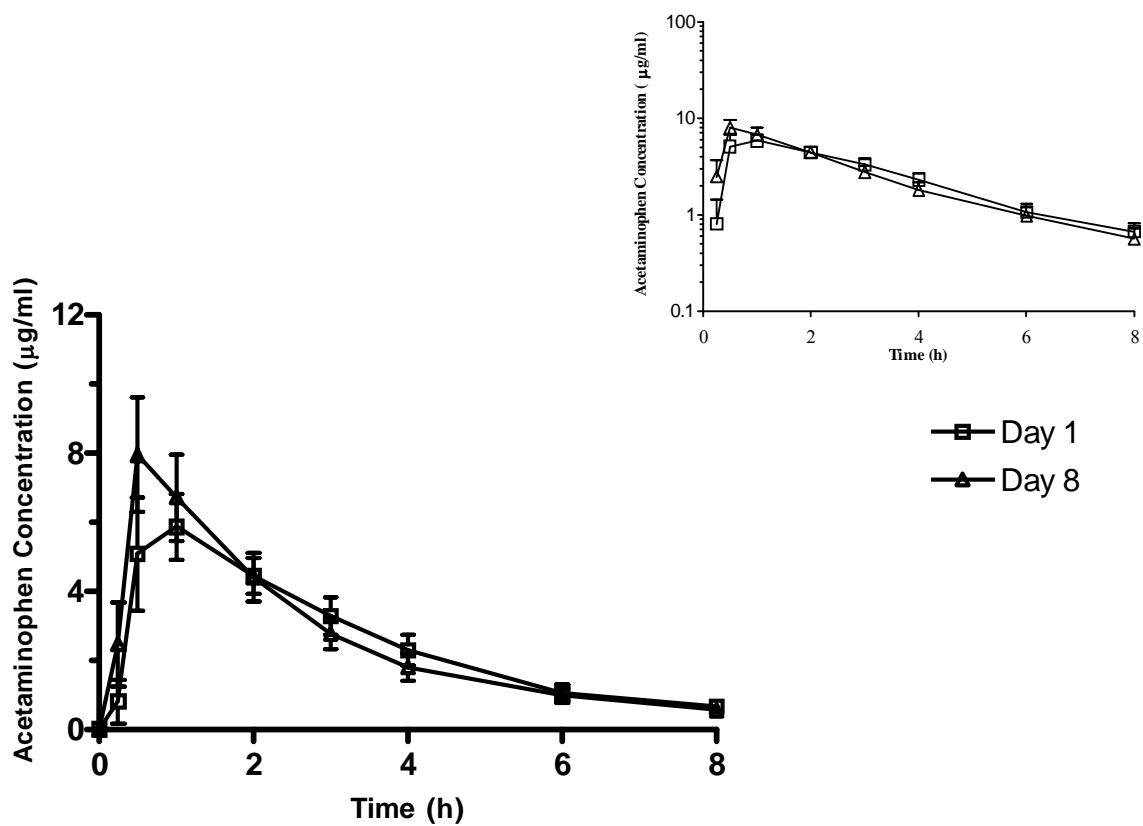 100
10
1
0.1
Acetaminophen Concentration ( µg/ml)
0 2 4 6 8
Time (h)
12
8
4
0
Acetaminophen Concentration (µg/ml)
0 2 4 6 8
Time (h)
Day 1
Day 8